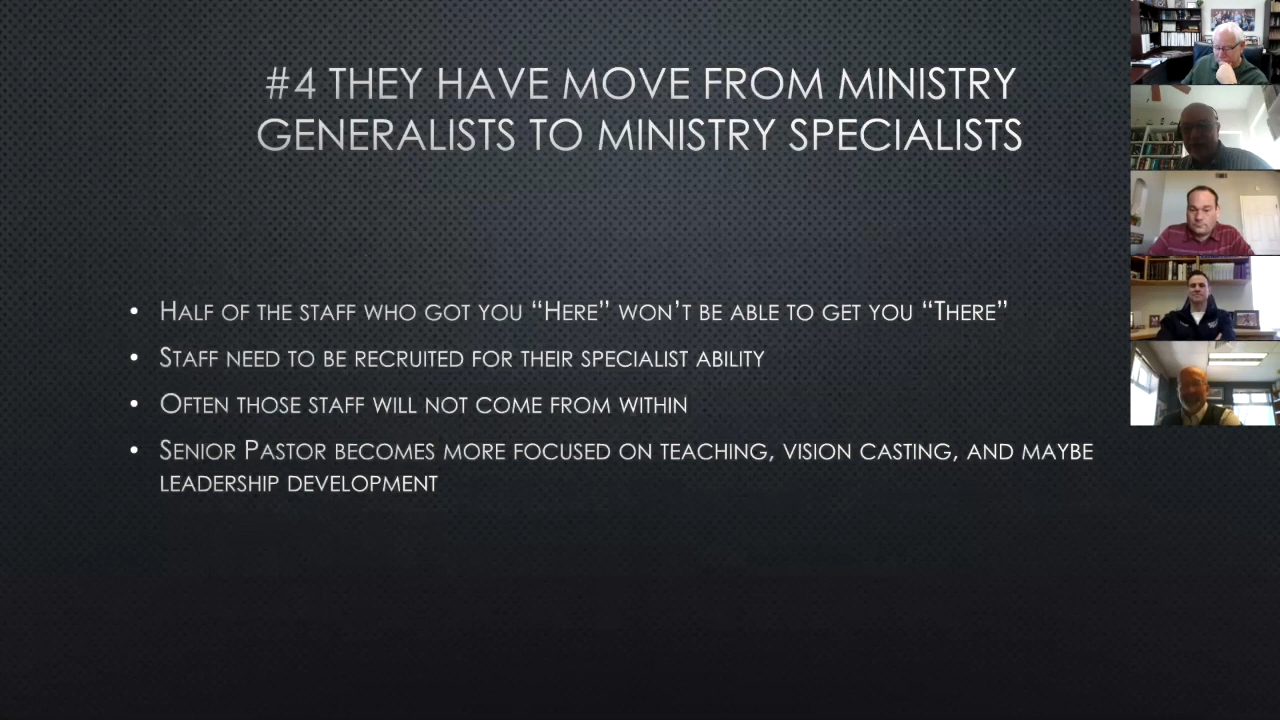 #4 THEY HAVE MOVE FROM MINISTRY
GENERALISTS TO MINISTRY SPECIALISTS
• HALF OF THE STAFF WHO GOT YOU “HERE” WON’T BE ABLE TO GET YOU “THERE”
• STAFF NEED TO BE RECRUITED FOR THEIR SPECIALIST ABILITY
• OFTEN THOSE STAFF WILL NOT COME FROM WITHIN
• SENIOR PASTOR BECOMES MORE FOCUSED ON TEACHING, VISION CASTING, AND MAYBE
LEADERSHIP DEVELOPMENT